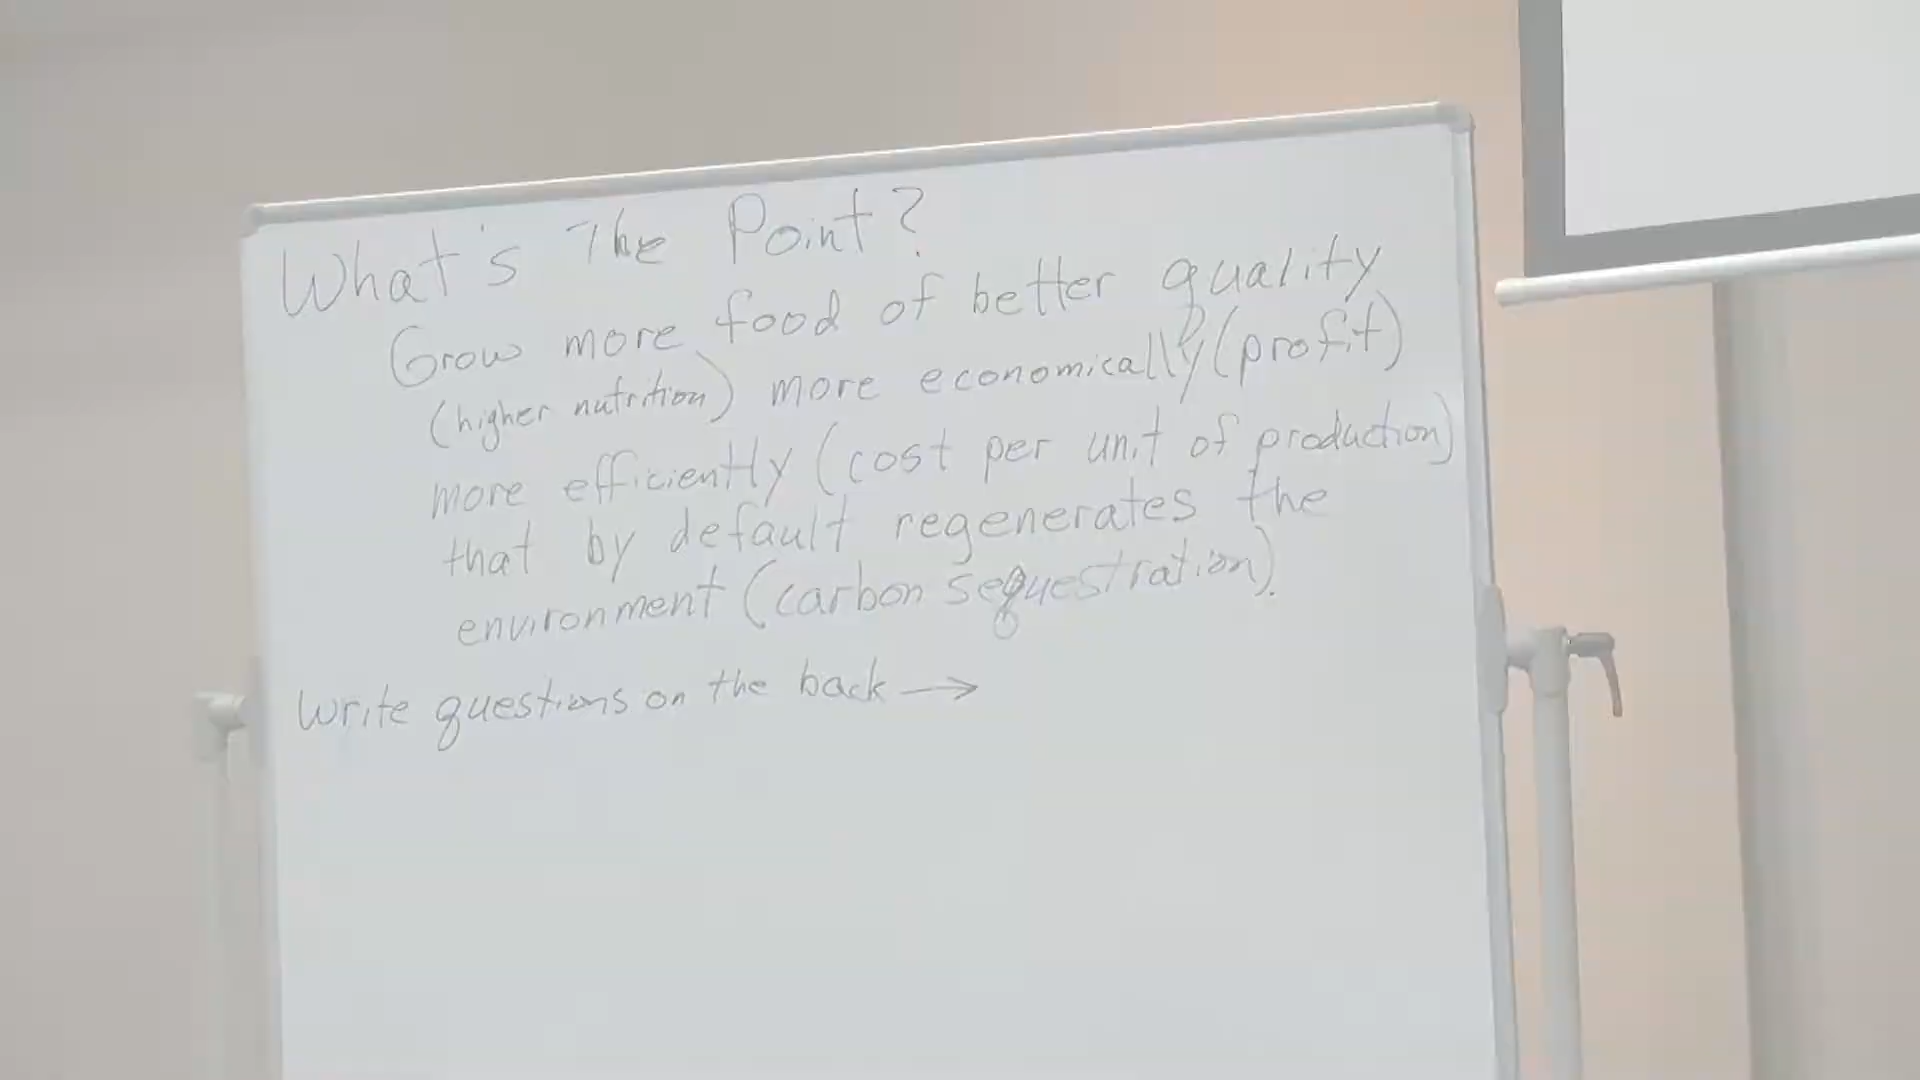 What's The Point?
Grow more food of better quality
(higher nutrition) more economically (profit)
more efficiently (cost per unit of production)
that by default regenerates the
environment (carbon sequestration).
Write questions on the back →